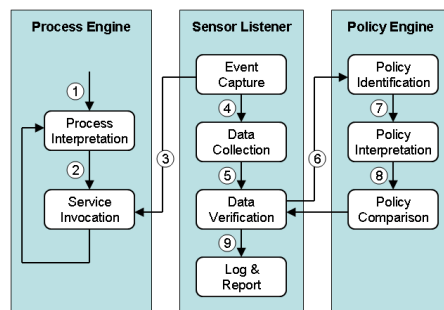 Process Engine
Sensor Listener
Policy Engine
1
Process
Interpretation
2
Service
Invocation
3
Event
Capture
4
Data
Collection
5
Data
Verification
6
9
Log &
Report
Policy
Identification
7
Policy
Interpretation
8
Policy
Comparison